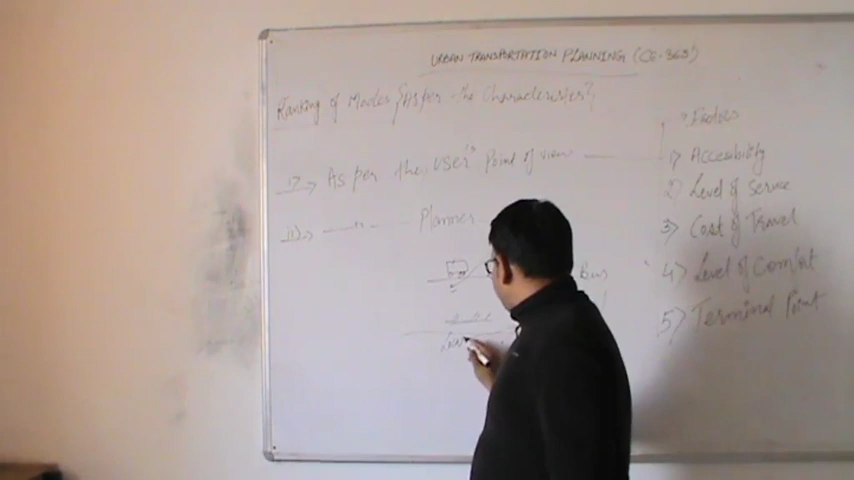 URBAN TRANSPORTATION PLANNING (CE-363)
Ranking of Modes {As per the Characteristics}
I) As per the user's Point of view
II) —"— Planner
Bus
Factors
1) Accessibility
2) Level of Service
3) Cost of Travel
4) Level of Comfort
5) Terminal Point